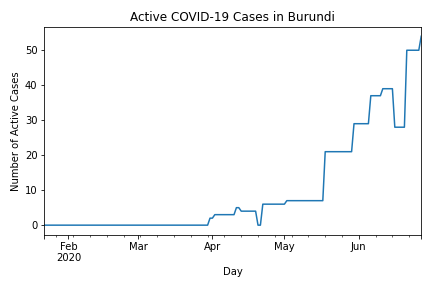 Active COVID-19 Cases in Burundi
Number of Active Cases
50
40
30
20
10
0
Feb
2020
Mar
Apr
May
Jun
Day